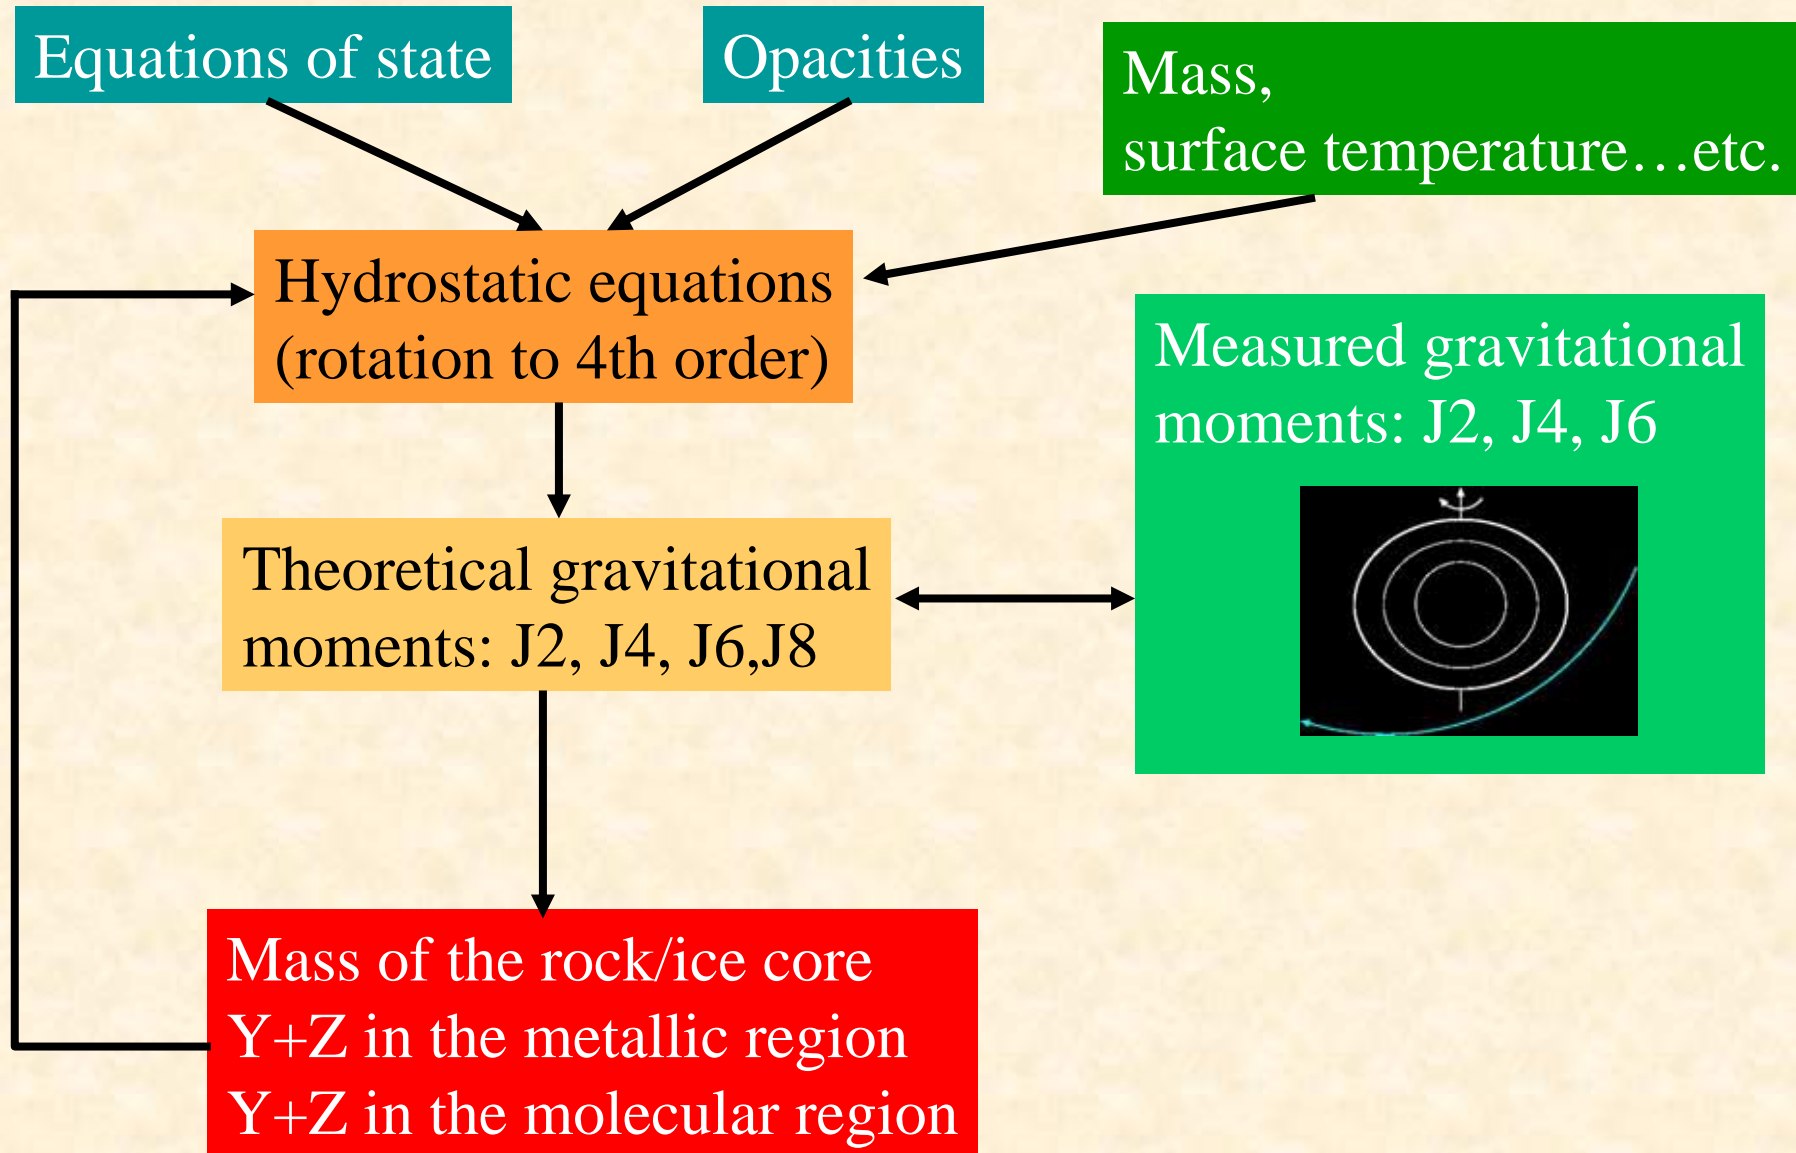 Equations of state
Opacities
Mass,
surface temperature…etc.
Hydrostatic equations
(rotation to 4th order)
Measured gravitational
moments: J2, J4, J6
Theoretical gravitational
moments: J2, J4, J6,J8
Mass of the rock/ice core
Y+Z in the metallic region
Y+Z in the molecular region